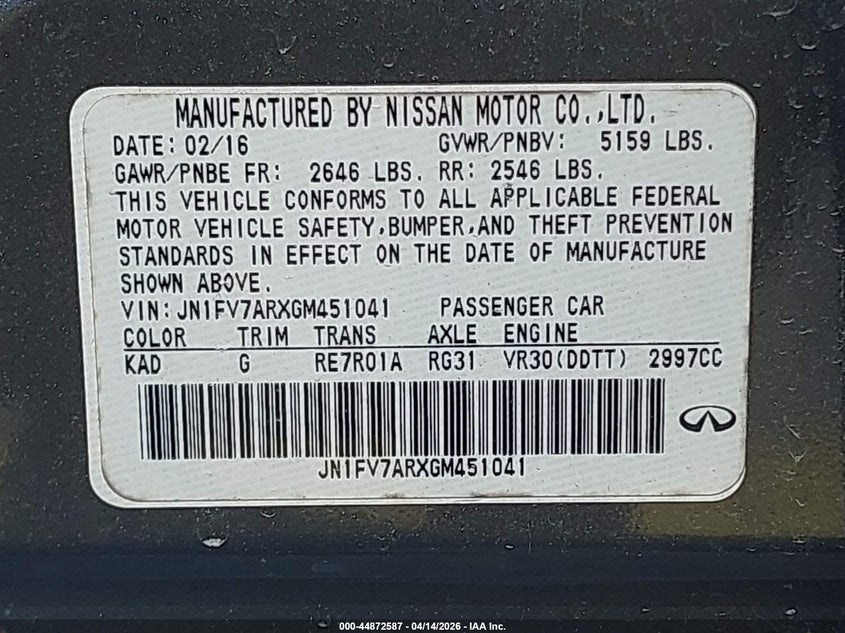 MANUFACTURED BY NISSAN MOTOR CO.,LTD.
DATE: 02/16 GVWR/PNBV: 5159 LBS.
GAWR/PNBE FR: 2646 LBS. RR: 2546 LBS.
THIS VEHICLE CONFORMS TO ALL APPLICABLE FEDERAL
MOTOR VEHICLE SAFETY,BUMPER,AND THEFT PREVENTION
STANDARDS IN EFFECT ON THE DATE OF MANUFACTURE
SHOWN ABOVE.
VIN: JN1FV7ARXGM451041 PASSENGER CAR
COLOR TRIM TRANS AXLE ENGINE
KAD G RE7R01A RG31 VR30(DDTT) 2997CC
JN1FV7ARXGM451041
000-44872587 - 04/14/2026 - IAA Inc.